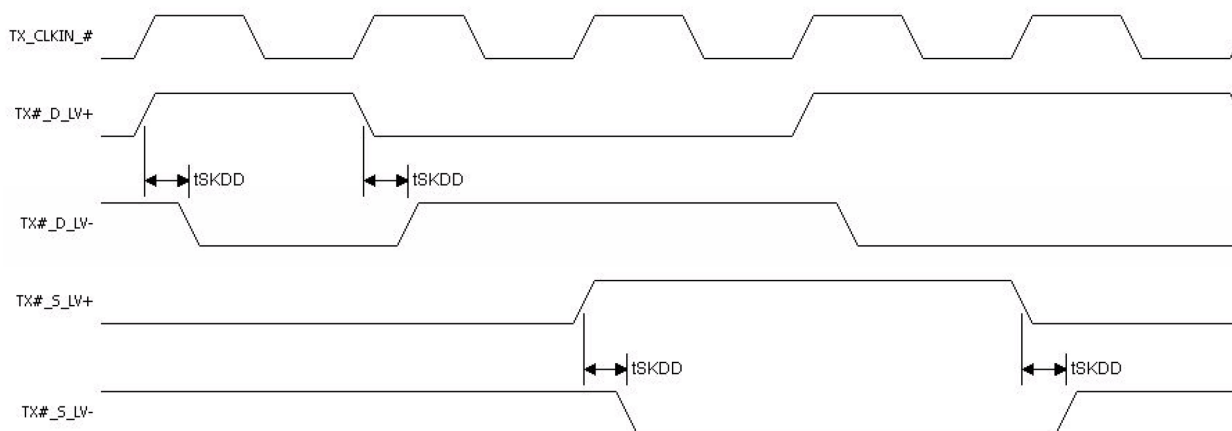 TX_CLKIN_#
TX#_D_LV+
tSKDD
tSKDD
TX#_D_LV-
TX#_S_LV+
tSKDD
tSKDD
TX#_S_LV-